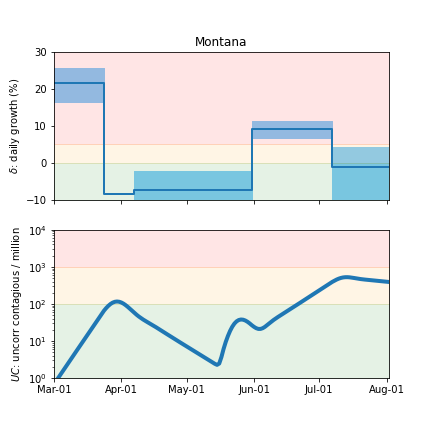 Montana
δ: daily growth (%)
30
20
10
0
−10
UC: uncorr contagious / million
10⁴
10³
10²
10¹
10⁰
Mar-01 Apr-01 May-01 Jun-01 Jul-01 Aug-01